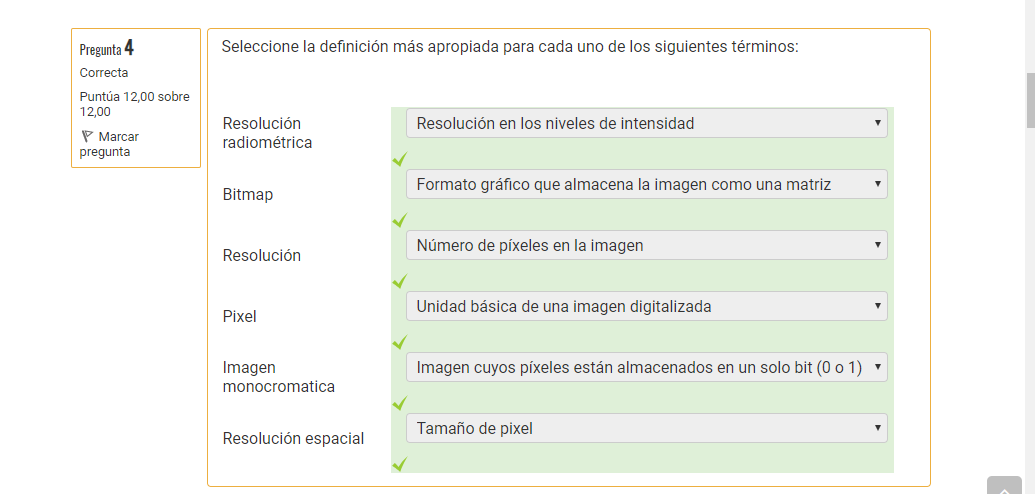 Pregunta 4
Correcta
Puntúa 12,00 sobre
12,00
Marcar
pregunta
Seleccione la definición más apropiada para cada uno de los siguientes términos:
Resolución
radiométrica
Resolución en los niveles de intensidad
Bitmap
Formato gráfico que almacena la imagen como una matriz
Resolución
Número de píxeles en la imagen
Pixel
Unidad básica de una imagen digitalizada
Imagen
monocromatica
Imagen cuyos píxeles están almacenados en un solo bit (0 o 1)
Resolución espacial
Tamaño de pixel